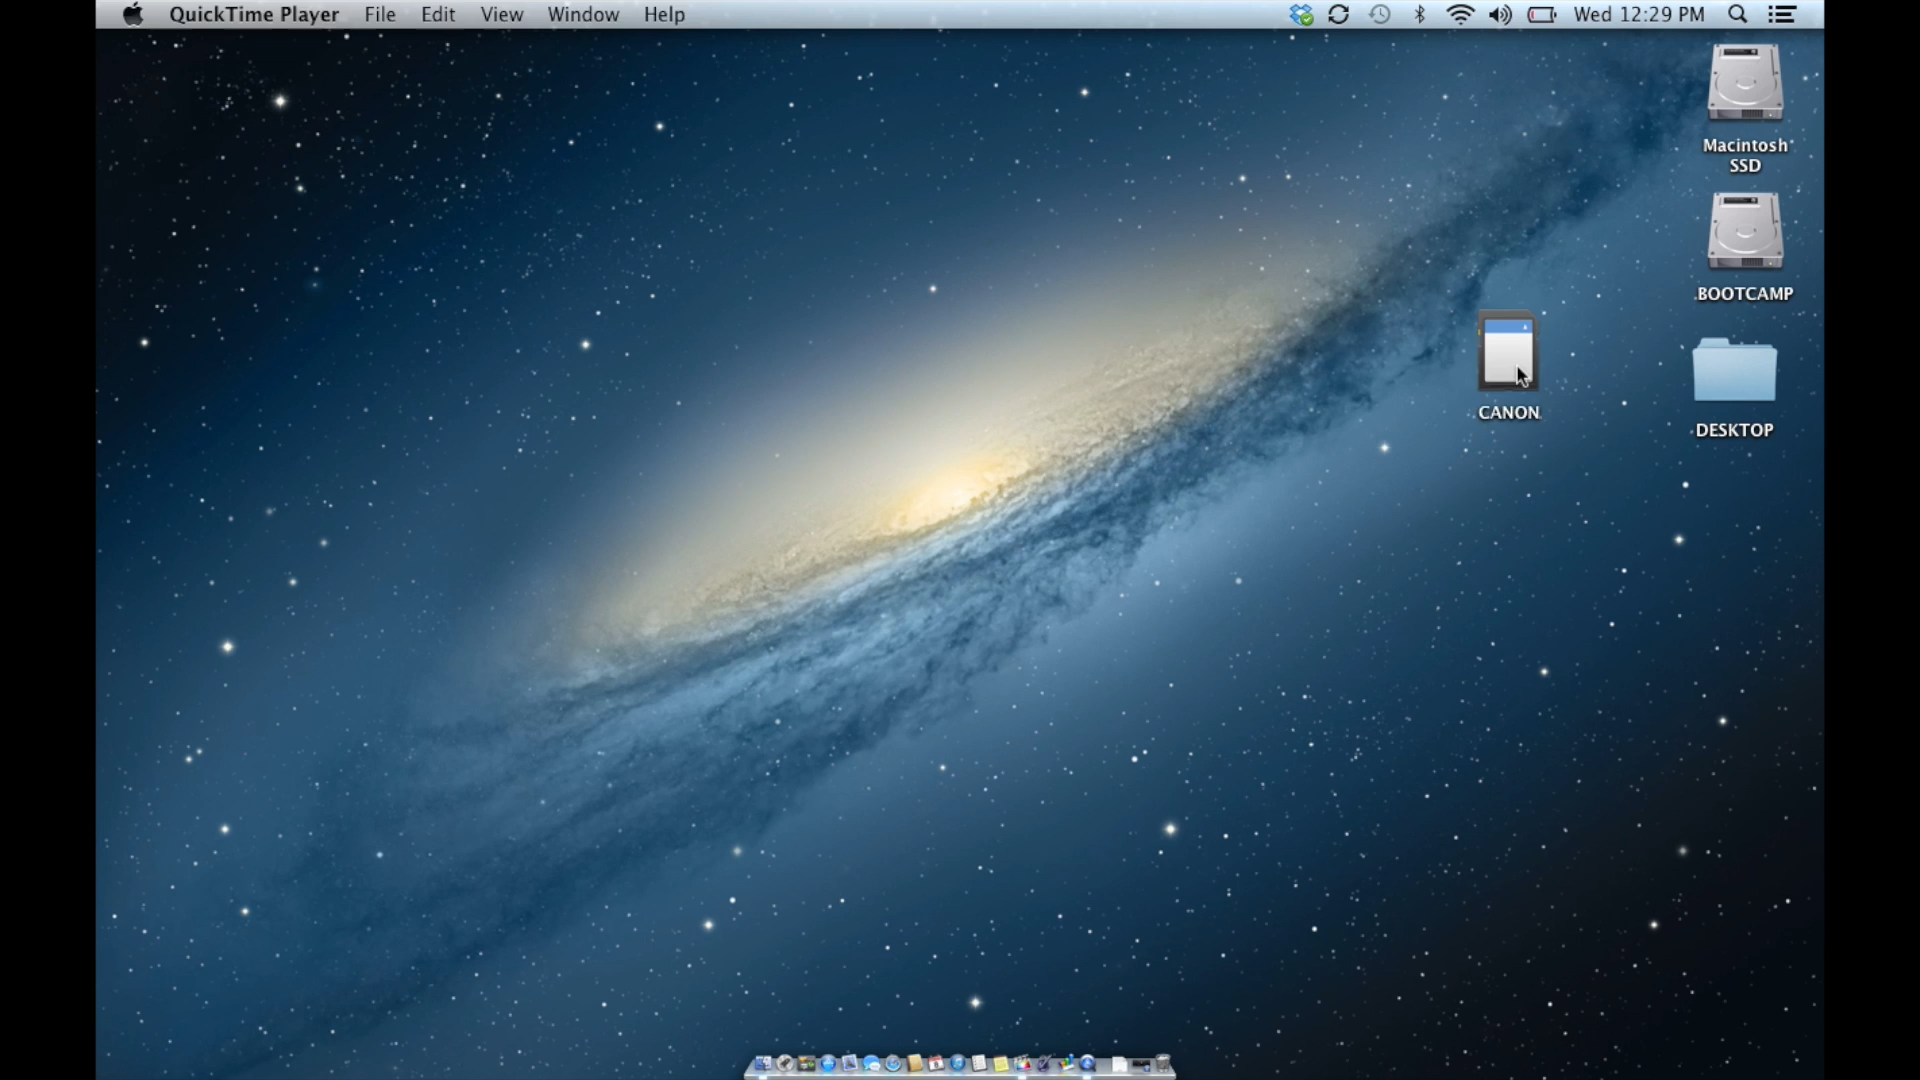 QuickTime Player File Edit View Window Help Wed 12:29 PM
Macintosh
SSD
BOOTCAMP
CANON
DESKTOP